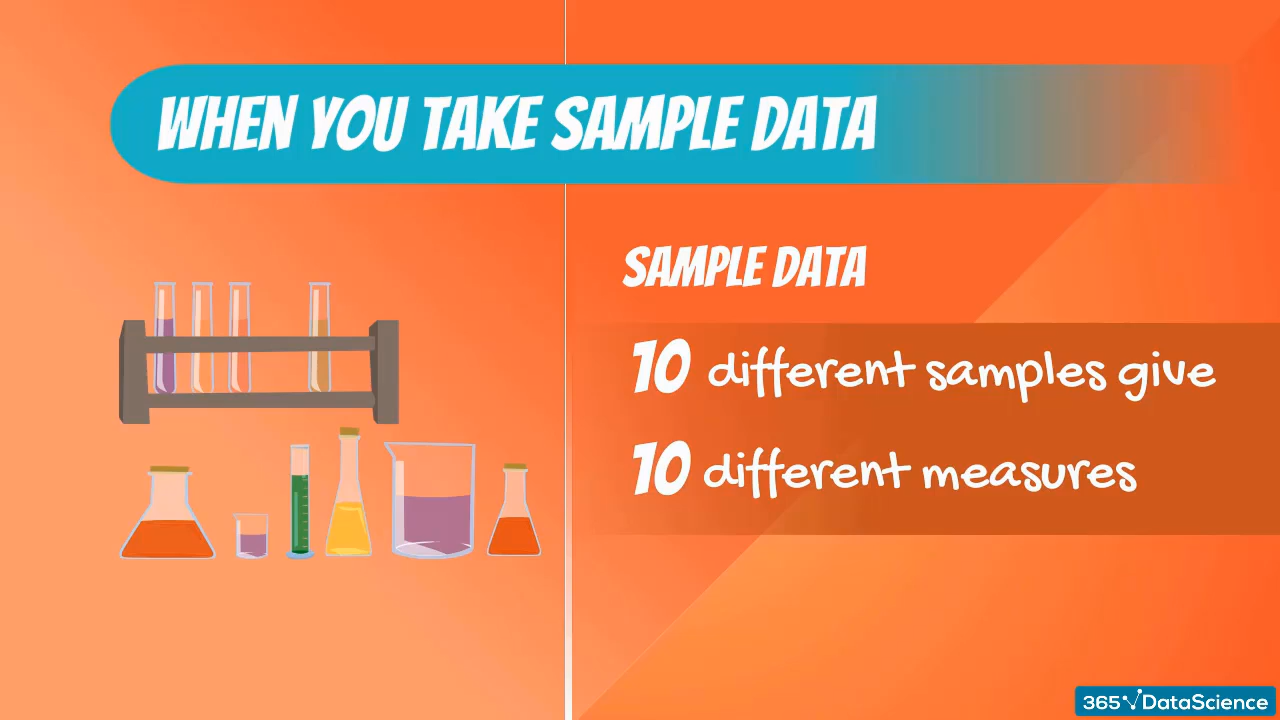 WHEN YOU TAKE SAMPLE DATA
SAMPLE DATA
10 different samples give
10 different measures
365 DataScience